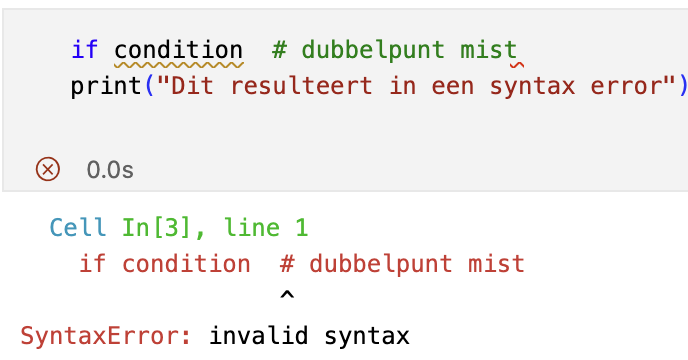 if condition  # dubbelpunt mist
print("Dit resulteert in een syntax error")
0.0s
Cell In[3], line 1
if condition  # dubbelpunt mist
^
SyntaxError: invalid syntax